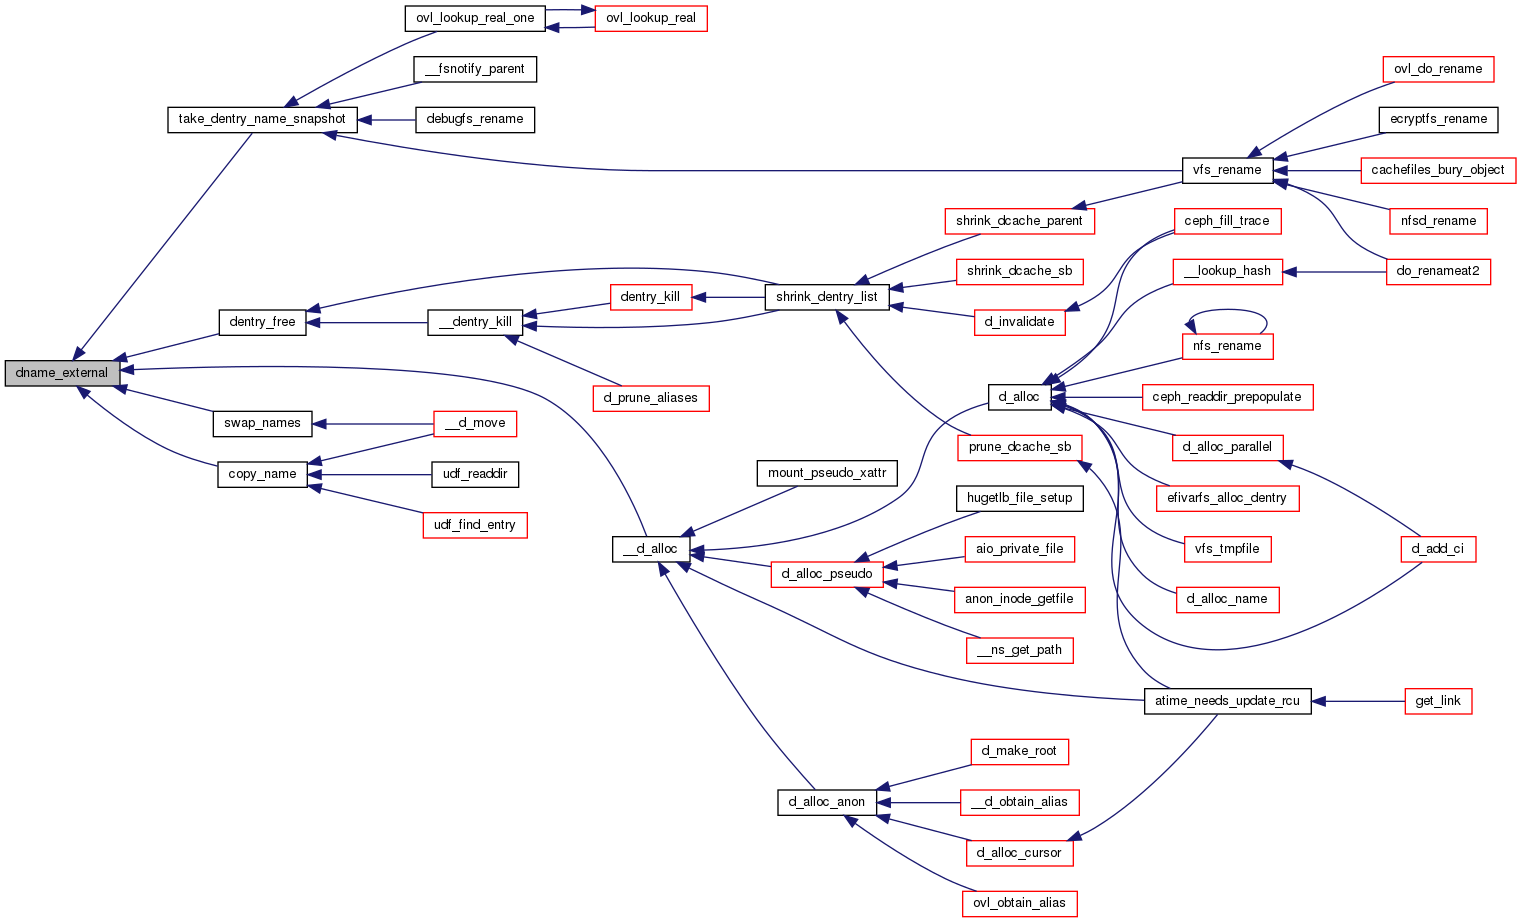 ovl_lookup_real_one
ovl_lookup_real
__fsnotify_parent
ovl_do_rename
take_dentry_name_snapshot
debugfs_rename
ecryptfs_rename
vfs_rename
cachefiles_bury_object
shrink_dcache_parent
ceph_fill_trace
nfsd_rename
shrink_dcache_sb
__lookup_hash
do_renameat2
dentry_kill
shrink_dentry_list
dentry_free
__dentry_kill
d_invalidate
nfs_rename
dname_external
d_prune_aliases
d_alloc
ceph_readdir_prepopulate
swap_names
__d_move
prune_dcache_sb
d_alloc_parallel
copy_name
udf_readdir
mount_pseudo_xattr
hugetlb_file_setup
efivarfs_alloc_dentry
udf_find_entry
__d_alloc
aio_private_file
vfs_tmpfile
d_add_ci
d_alloc_pseudo
anon_inode_getfile
d_alloc_name
__ns_get_path
atime_needs_update_rcu
get_link
d_make_root
d_alloc_anon
__d_obtain_alias
d_alloc_cursor
ovl_obtain_alias